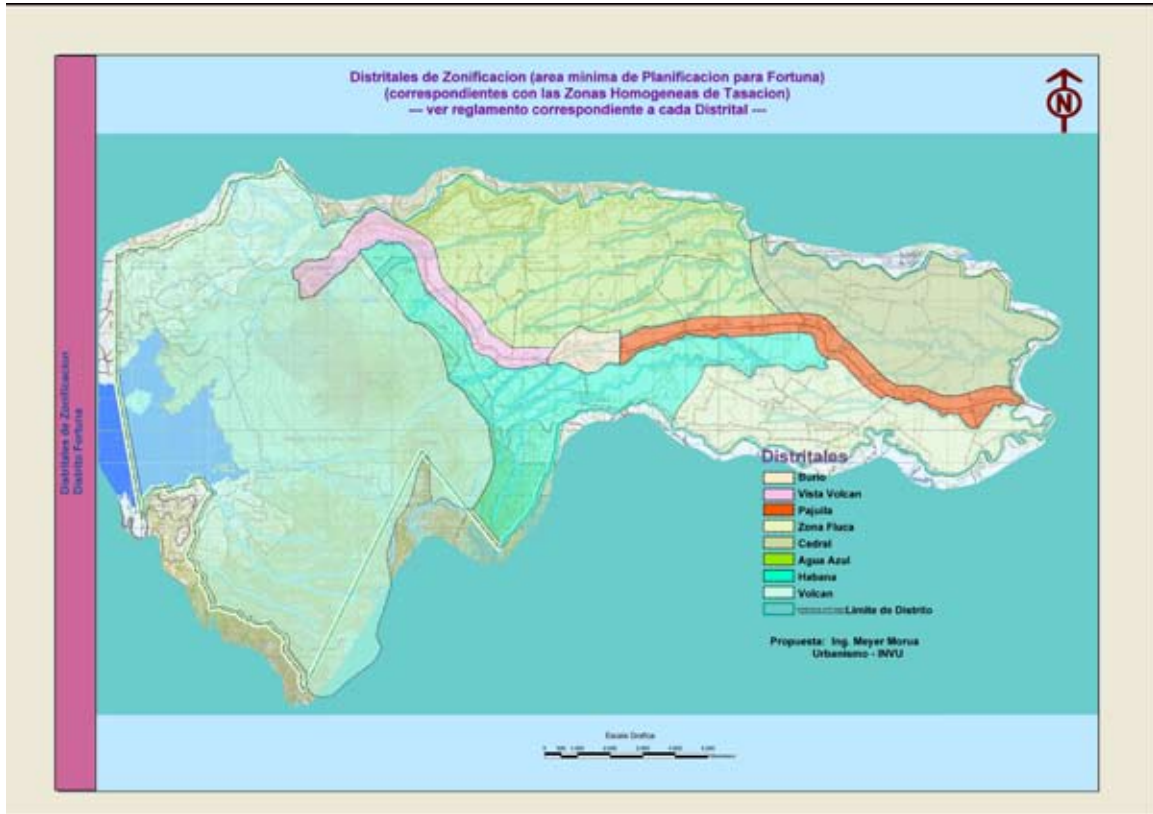 Distritales de Zonificacion (area minima de Planificacion para Fortuna)
(correspondientes con las Zonas Homogeneas de Tasacion)
--- ver reglamento correspondiente a cada Distrital ---
N
Distritales de Zonificacion
Distrito Fortuna
Distritales
Burio
Vista Volcan
Pajuila
Zona Fluca
Cedral
Agua Azul
Habana
Volcan
Limite de Distrito
Propuesta: Ing. Meyer Morua
Urbanismo - INVU
Escala Grafica